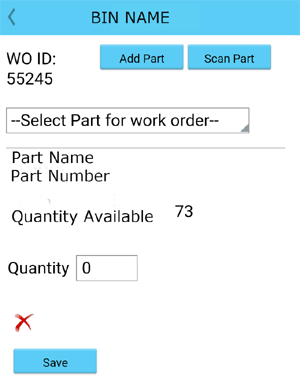 BIN NAME
WO ID:
55245
Add Part
Scan Part
--Select Part for work order--
Part Name
Part Number
Quantity Available 73
Quantity 0
Save